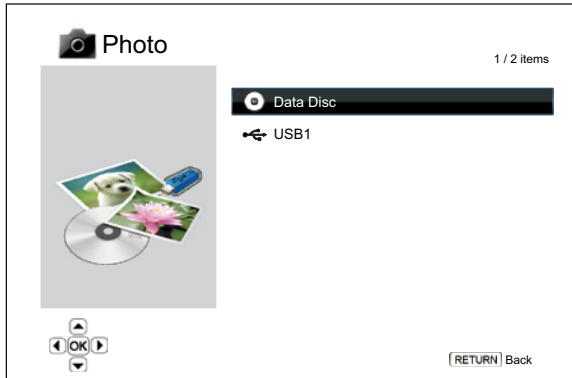 Photo
1 / 2 items
Data Disc
USB1
OK
RETURN Back